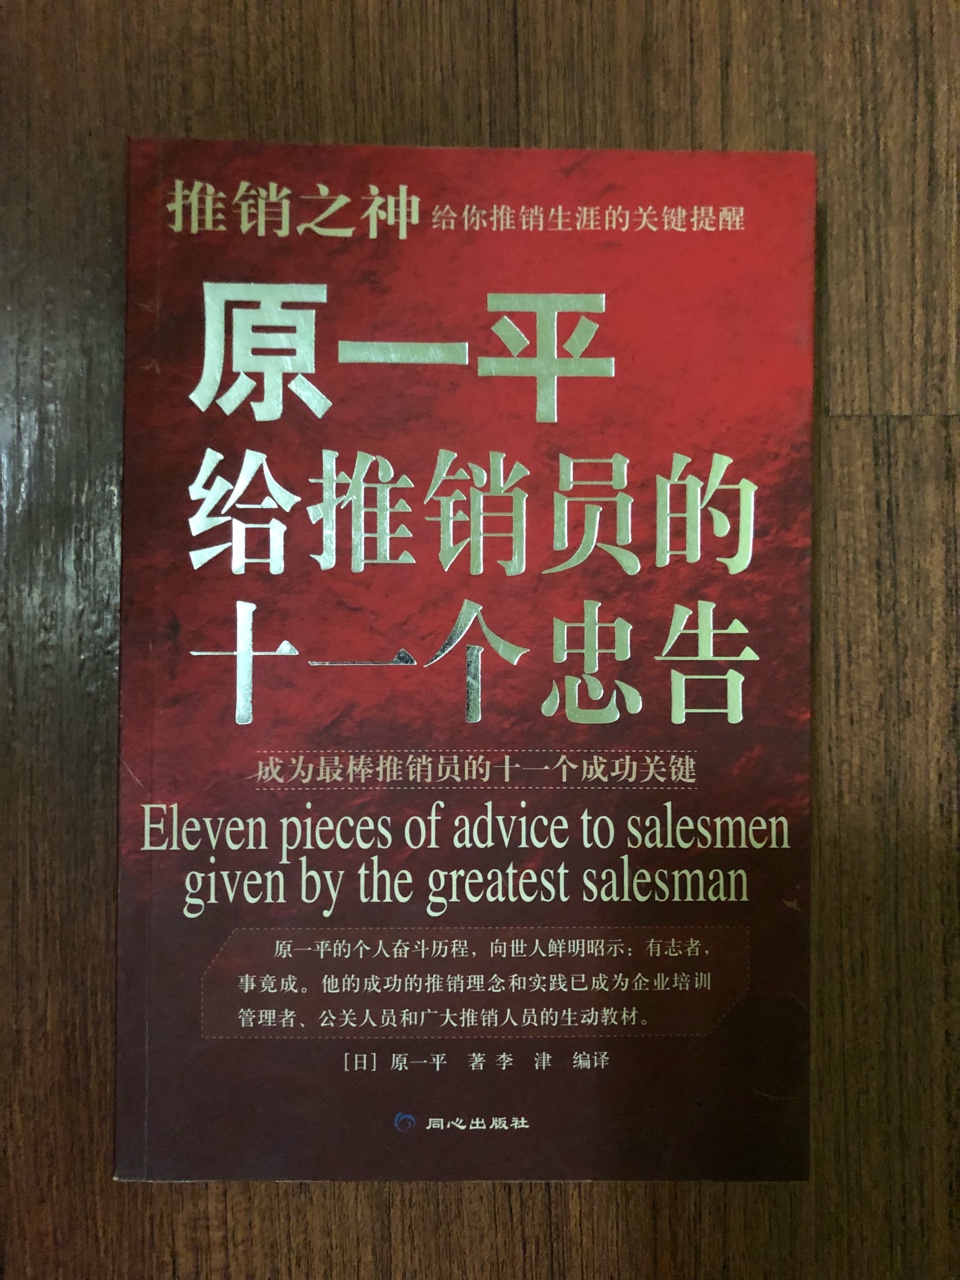 推销之神 给你推销生涯的关键提醒
原一平
给推销员的
十一个忠告
成为最棒推销员的十一个成功关键
Eleven pieces of advice to salesmen
given by the greatest salesman
原一平的个人奋斗历程，向世人鲜明昭示：有志者，
事竟成。他的成功的推销理念和实践已成为企业培训
管理者、公关人员和广大推销人员的生动教材。
[日] 原一平 著 李 津 编译
同心出版社